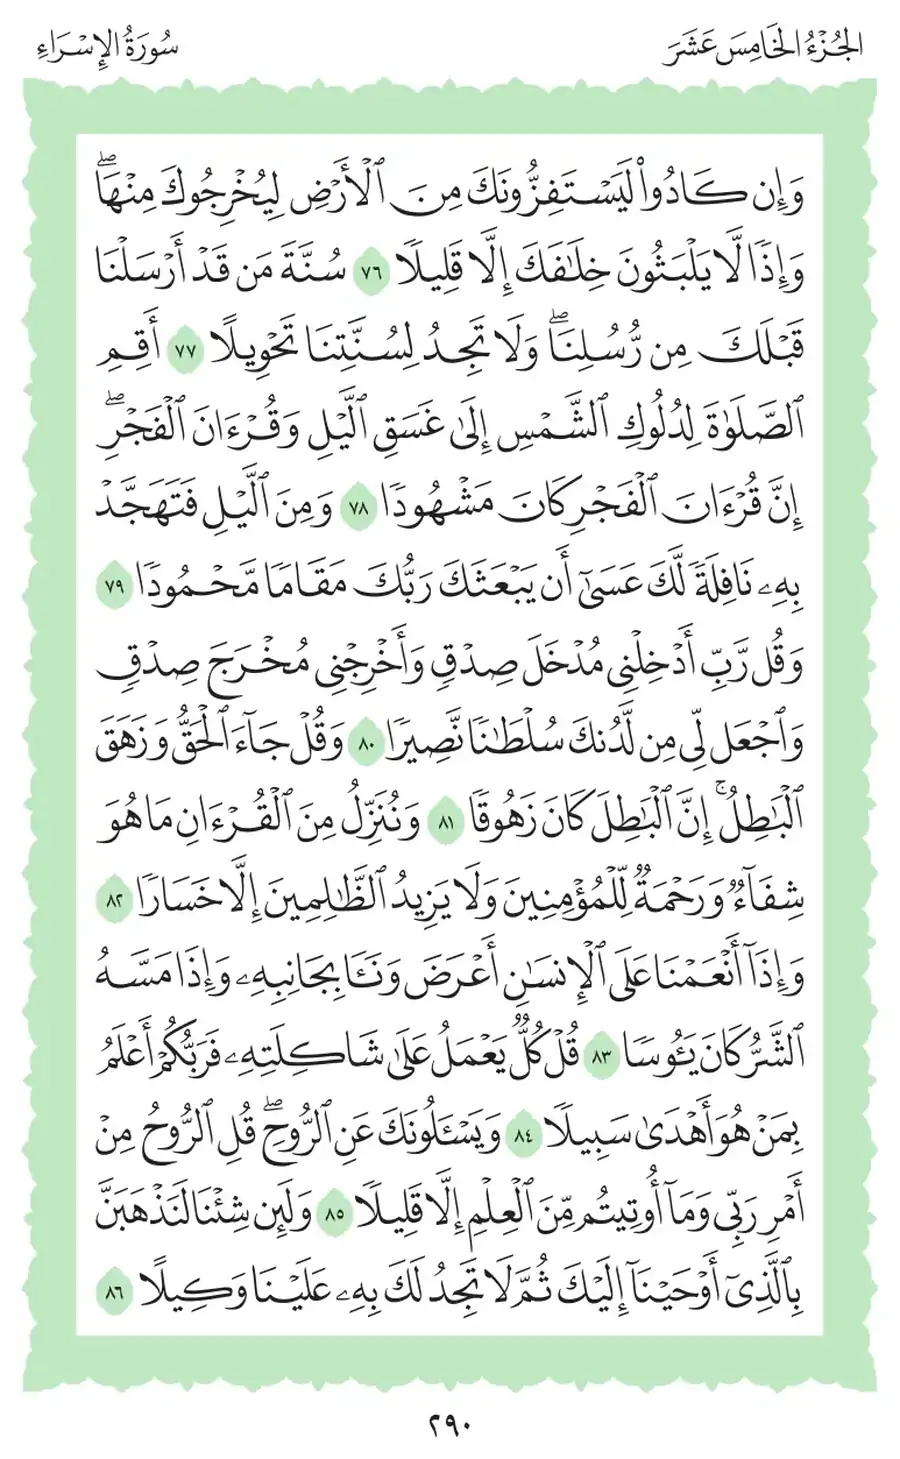 الجُزْءُ الخَامِسَ عَشَرَ
سُورَةُ الإِسْرَاءِ
وَإِن كَادُوا۟ لَيَسْتَفِزُّونَكَ مِنَ ٱلْأَرْضِ لِيُخْرِجُوكَ مِنْهَا ۖ
وَإِذًا لَّا يَلْبَثُونَ خِلَـٰفَكَ إِلَّا قَلِيلًا ٧٦ سُنَّةَ مَن قَدْ أَرْسَلْنَا
قَبْلَكَ مِن رُّسُلِنَا ۖ وَلَا تَجِدُ لِسُنَّتِنَا تَحْوِيلًا ٧٧ أَقِمِ
ٱلصَّلَوٰةَ لِدُلُوكِ ٱلشَّمْسِ إِلَىٰ غَسَقِ ٱلَّيْلِ وَقُرْءَانَ ٱلْفَجْرِ ۖ
إِنَّ قُرْءَانَ ٱلْفَجْرِ كَانَ مَشْهُودًا ٧٨ وَمِنَ ٱلَّيْلِ فَتَهَجَّدْ
بِهِۦ نَافِلَةً لَّكَ عَسَىٰٓ أَن يَبْعَثَكَ رَبُّكَ مَقَامًا مَّحْمُودًا ٧٩
وَقُل رَّبِّ أَدْخِلْنِى مُدْخَلَ صِدْقٍ وَأَخْرِجْنِى مُخْرَجَ صِدْقٍ
وَٱجْعَل لِّى مِن لَّدُنكَ سُلْطَـٰنًا نَّصِيرًا ٨٠ وَقُلْ جَآءَ ٱلْحَقُّ وَزَهَقَ
ٱلْبَـٰطِلُ ۚ إِنَّ ٱلْبَـٰطِلَ كَانَ زَهُوقًا ٨١ وَنُنَزِّلُ مِنَ ٱلْقُرْءَانِ مَا هُوَ
شِفَآءٌ وَرَحْمَةٌ لِّلْمُؤْمِنِينَ وَلَا يَزِيدُ ٱلظَّـٰلِمِينَ إِلَّا خَسَارًا ٨٢
وَإِذَآ أَنْعَمْنَا عَلَى ٱلْإِنسَـٰنِ أَعْرَضَ وَنَـَٔا بِجَانِبِهِۦ وَإِذَا مَسَّهُ
ٱلشَّرُّ كَانَ يَـُٔوسًا ٨٣ قُلْ كُلٌّ يَعْمَلُ عَلَىٰ شَاكِلَتِهِۦ فَرَبُّكُمْ أَعْلَمُ
بِمَنْ هُوَ أَهْدَىٰ سَبِيلًا ٨٤ وَيَسْـَٔلُونَكَ عَنِ ٱلرُّوحِ ۖ قُلِ ٱلرُّوحُ مِنْ
أَمْرِ رَبِّى وَمَآ أُوتِيتُم مِّنَ ٱلْعِلْمِ إِلَّا قَلِيلًا ٨٥ وَلَئِن شِئْنَا لَنَذْهَبَنَّ
بِٱلَّذِىٓ أَوْحَيْنَآ إِلَيْكَ ثُمَّ لَا تَجِدُ لَكَ بِهِۦ عَلَيْنَا وَكِيلًا ٨٦
٢٩٠